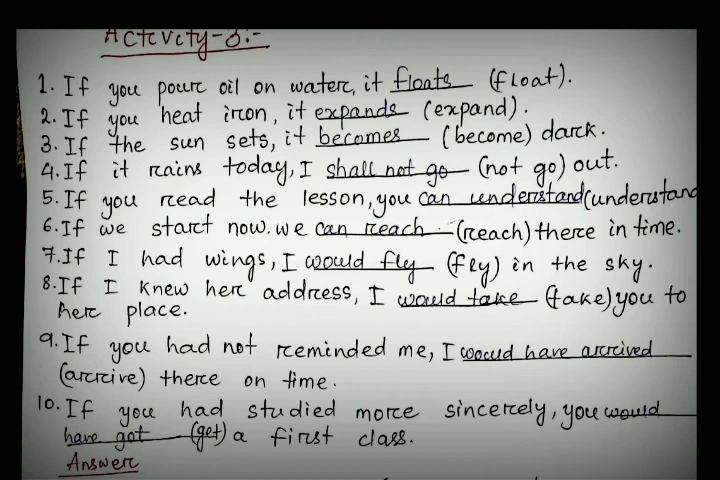 Activity-3:-
1. If you pour oil on water, it floats (float).
2. If you heat iron, it expands (expand).
3. If the sun sets, it becomes (become) dark.
4. If it rains today, I shall not go (not go) out.
5. If you read the lesson, you can understand (understand
6. If we start now. we can reach (reach) there in time.
7. If I had wings, I would fly (fly) in the sky.
8. If I knew her address, I would take (take) you to
her place.
9. If you had not reminded me, I would have arrived
(arrive) there on time.
10. If you had studied more sincerely, you would
have got (get) a first class.
Answer